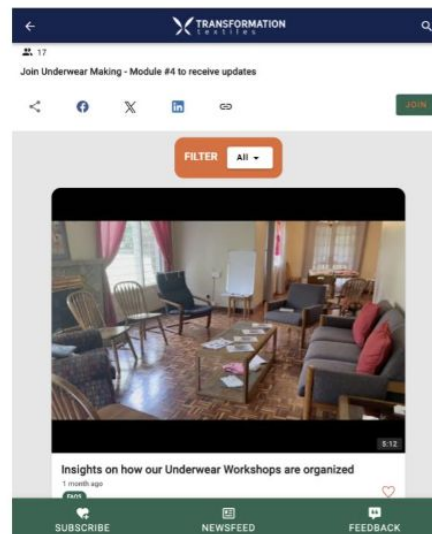 TRANSFORMATION
textiles
17
Join Underwear Making - Module #4 to receive updates
JOIN
FILTER All
5:12
Insights on how our Underwear Workshops are organized
1 month ago
FAQS
SUBSCRIBE NEWSFEED FEEDBACK